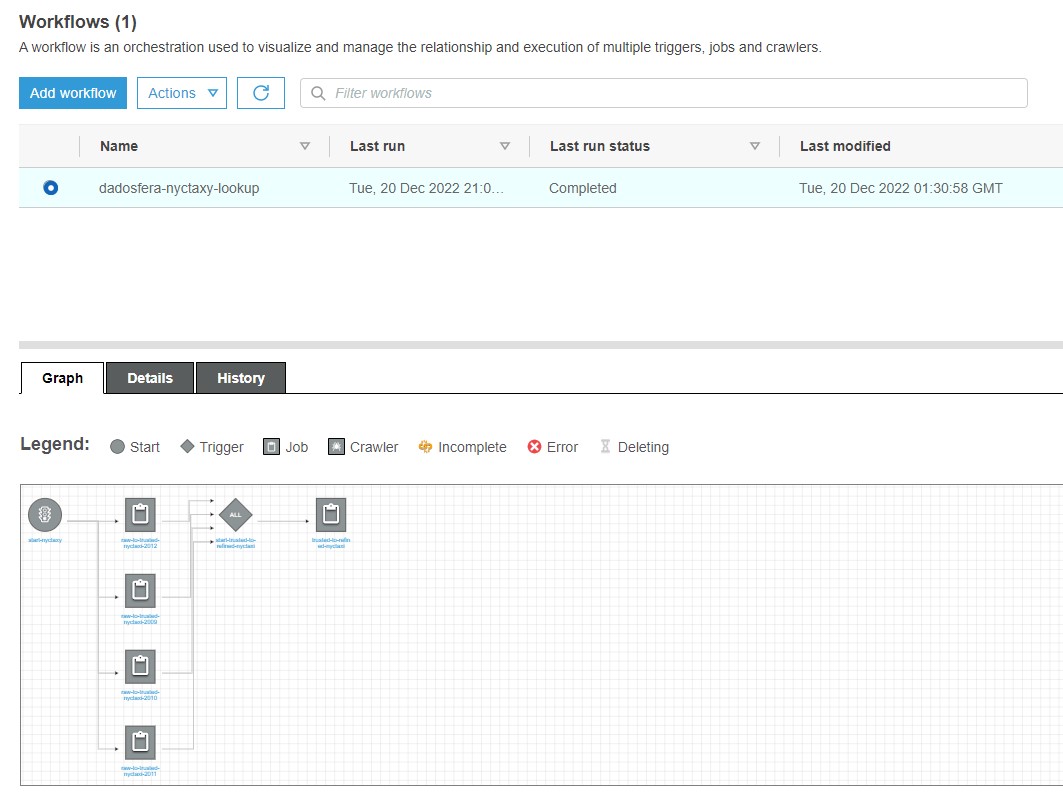 Workflows (1)
A workflow is an orchestration used to visualize and manage the relationship and execution of multiple triggers, jobs and crawlers.
Add workflow Actions Filter workflows
Name Last run Last run status Last modified
dadosfera-nyctaxy-lookup Tue, 20 Dec 2022 21:0... Completed Tue, 20 Dec 2022 01:30:58 GMT
Graph Details History
Legend: Start Trigger Job Crawler Incomplete Error Deleting
ALL
start-nyctaxy
raw-to-trusted-
nyctaxi-2012
start-trusted-to-
refined-nyctaxi
trusted-to-refin
ed-nyctaxi
raw-to-trusted-
nyctaxi-2009
raw-to-trusted-
nyctaxi-2010
raw-to-trusted-
nyctaxi-2011